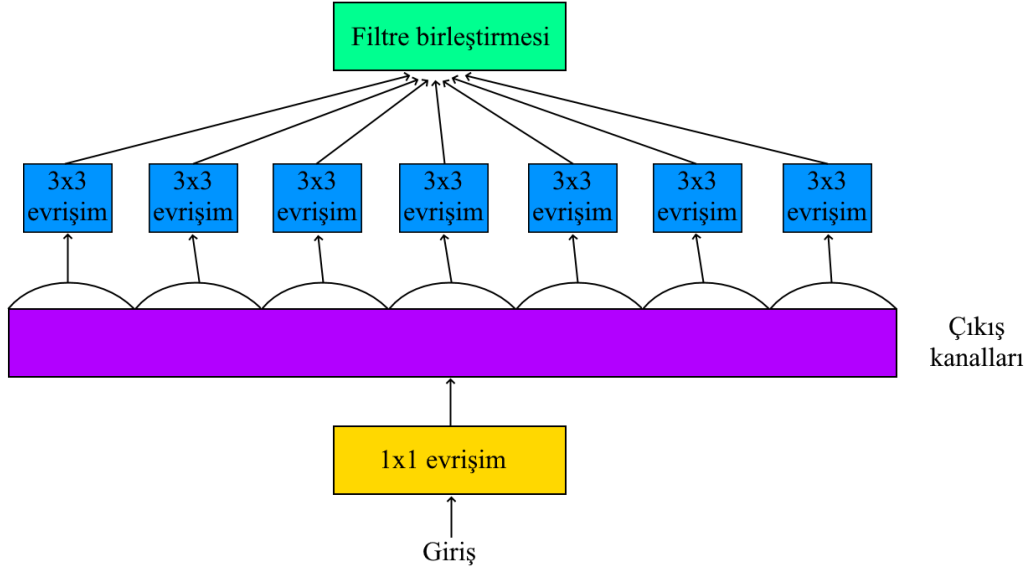 Filtre birleştirmesi
3x3
evrişim
3x3
evrişim
3x3
evrişim
3x3
evrişim
3x3
evrişim
3x3
evrişim
3x3
evrişim
Çıkış
kanalları
1x1 evrişim
Giriş